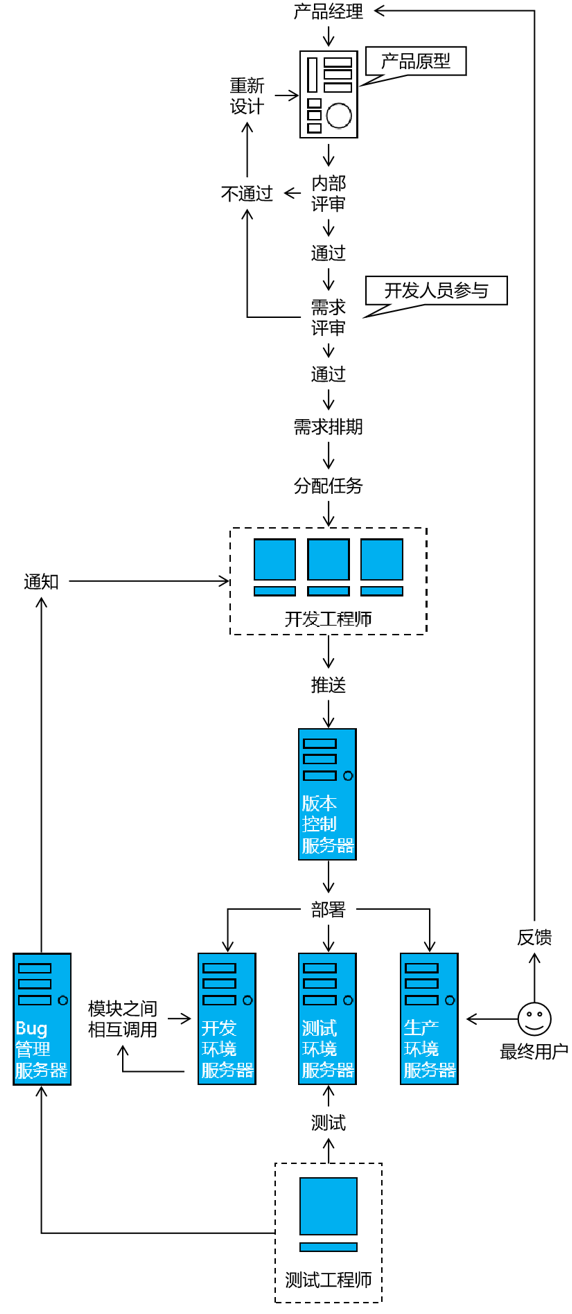 产品经理
产品原型
重新
设计
不通过
内部
评审
通过
开发人员参与
需求
评审
通过
需求排期
分配任务
通知
开发工程师
推送
版本
控制
服务器
部署
反馈
模块之间
相互调用
Bug
管理
服务器
开发
环境
服务器
测试
环境
服务器
生产
环境
服务器
最终用户
测试
测试工程师